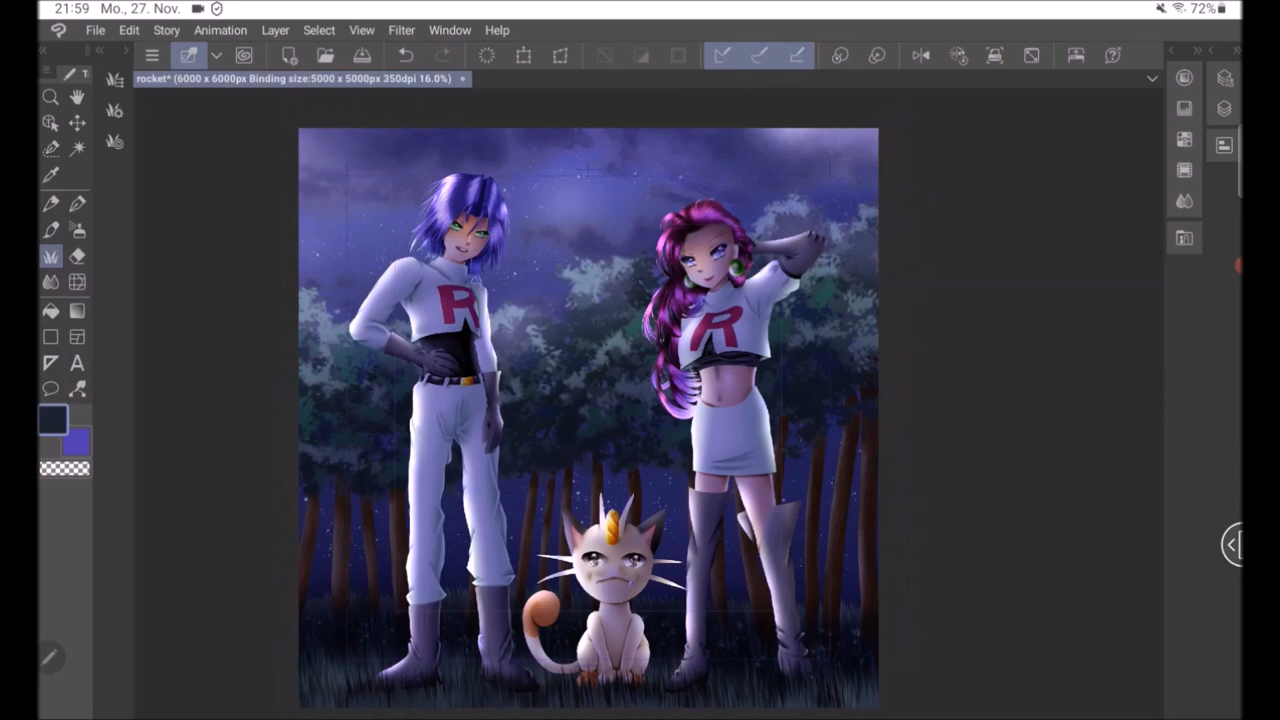 21:59 Mo., 27. Nov. 72%
File Edit Story Animation Layer Select View Filter Window Help
T
rocket* (6000 x 6000px Binding size:5000 x 5000px 350dpi 16.0%)
A
R
R